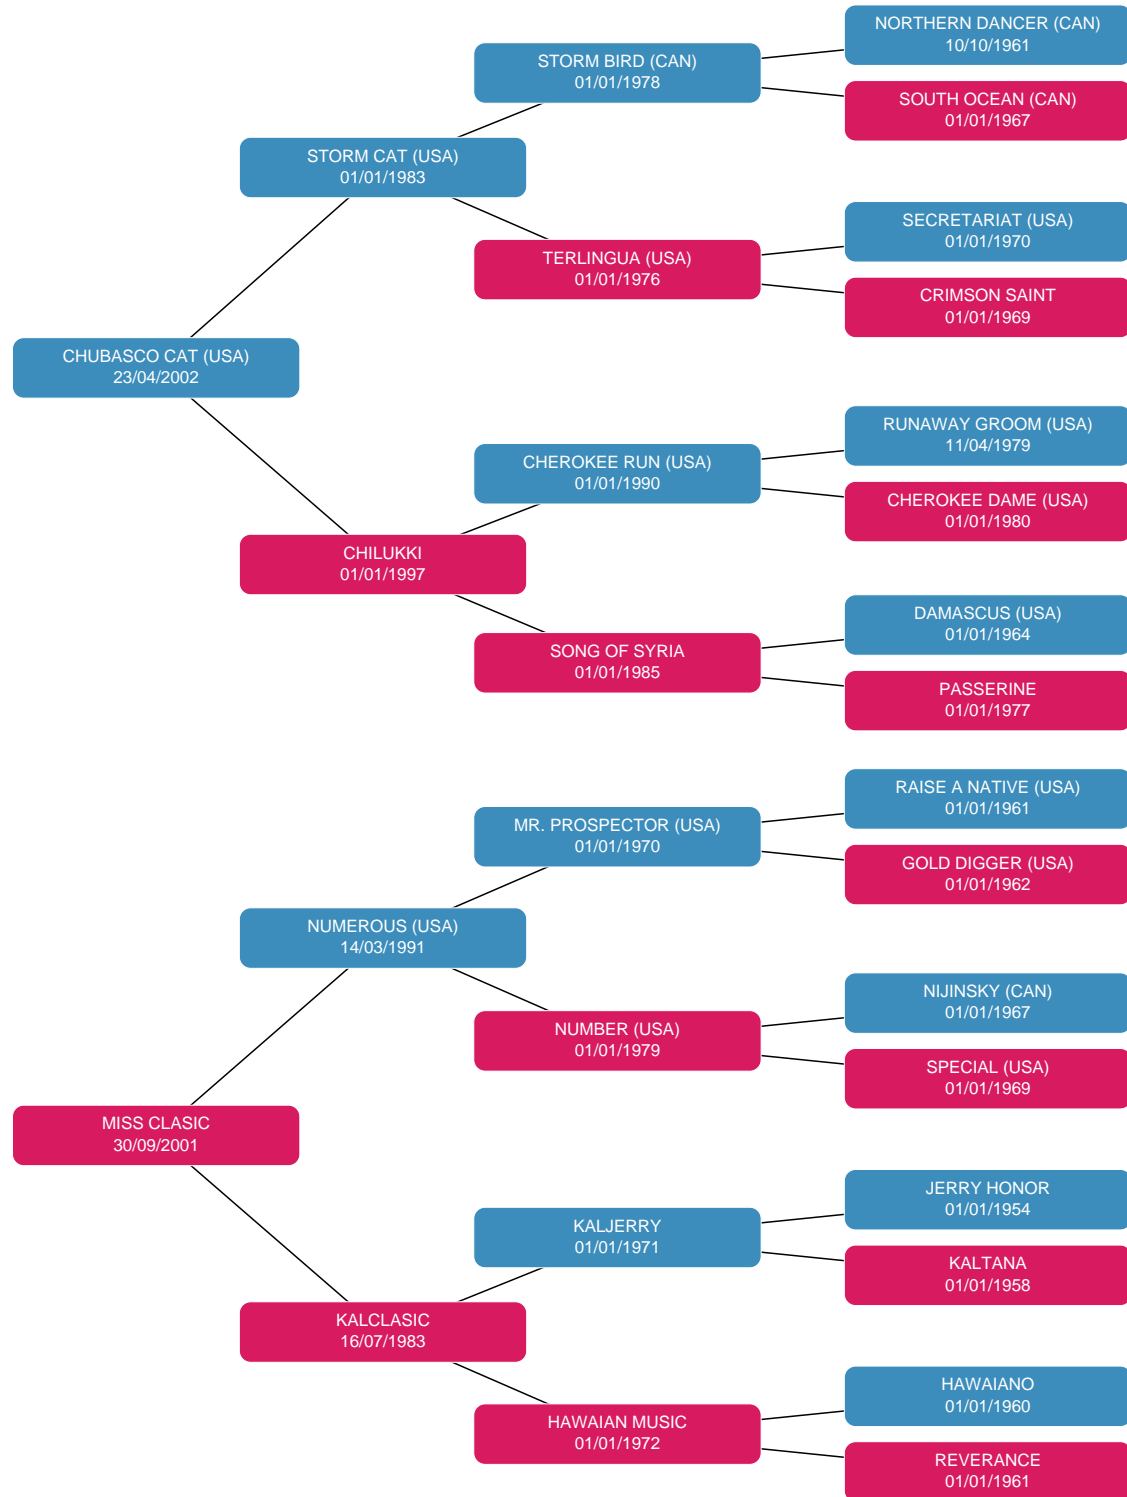 NORTHERN DANCER (CAN)
10/10/1961
STORM BIRD (CAN)
01/01/1978
SOUTH OCEAN (CAN)
01/01/1967
STORM CAT (USA)
01/01/1983
SECRETARIAT (USA)
01/01/1970
TERLINGUA (USA)
01/01/1976
CRIMSON SAINT
01/01/1969
CHUBASCO CAT (USA)
23/04/2002
RUNAWAY GROOM (USA)
11/04/1979
CHEROKEE RUN (USA)
01/01/1990
CHEROKEE DAME (USA)
01/01/1980
CHILUKKI
01/01/1997
DAMASCUS (USA)
01/01/1964
SONG OF SYRIA
01/01/1985
PASSERINE
01/01/1977
RAISE A NATIVE (USA)
01/01/1961
MR. PROSPECTOR (USA)
01/01/1970
GOLD DIGGER (USA)
01/01/1962
NUMEROUS (USA)
14/03/1991
NIJINSKY (CAN)
01/01/1967
NUMBER (USA)
01/01/1979
SPECIAL (USA)
01/01/1969
MISS CLASIC
30/09/2001
JERRY HONOR
01/01/1954
KALJERRY
01/01/1971
KALTANA
01/01/1958
KALCLASIC
16/07/1983
HAWAIANO
01/01/1960
HAWAIAN MUSIC
01/01/1972
REVERANCE
01/01/1961